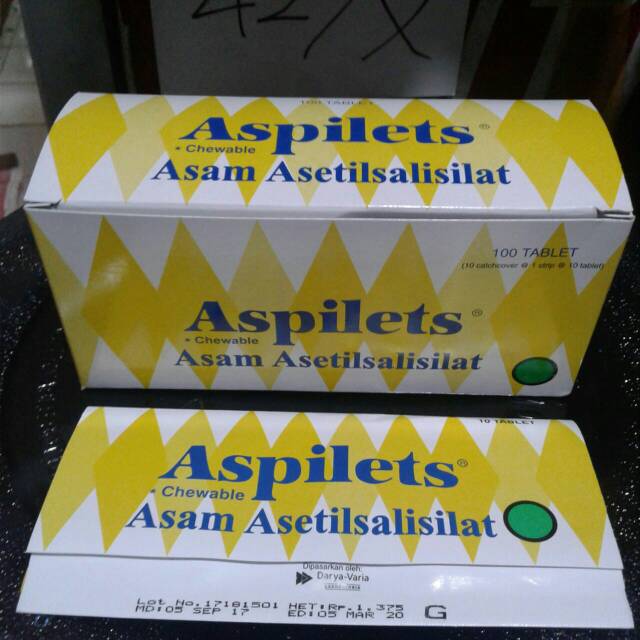 100 TABLET
Aspilets®
• Chewable
Asam Asetilsalisilat
100 TABLET
(10 catchcover @ 1 strip @ 10 tablet)
Aspilets®
• Chewable
Asam Asetilsalisilat
10 TABLET
Aspilets®
• Chewable
Asam Asetilsalisilat
Dipasarkan oleh:
Darya-Varia
Lot No.17181501 HET:Rp.1.375
MD:05 SEP 17 ED:05 MAR 20 G